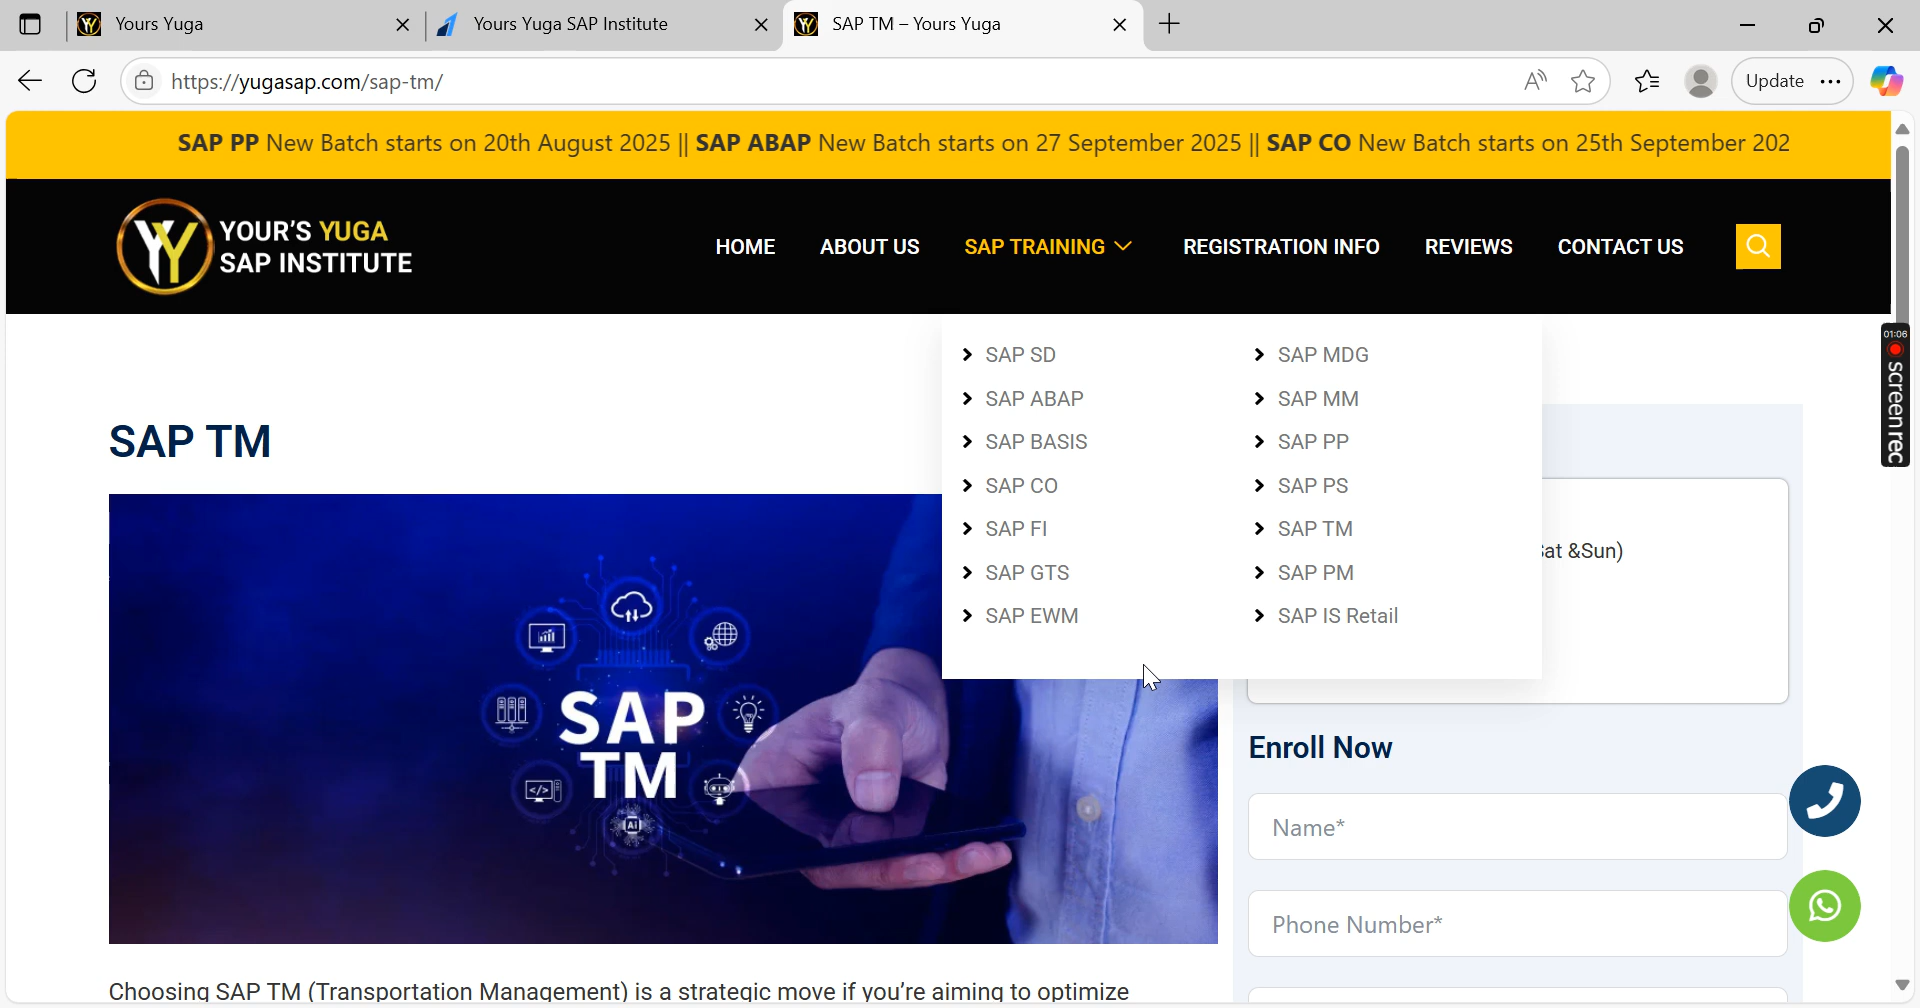 Yours Yuga
Yours Yuga SAP Institute
SAP TM – Yours Yuga
https://yugasap.com/sap-tm/
Update
SAP PP New Batch starts on 20th August 2025 || SAP ABAP New Batch starts on 27 September 2025 || SAP CO New Batch starts on 25th September 202
YOUR'S YUGA
SAP INSTITUTE
HOME ABOUT US SAP TRAINING REGISTRATION INFO REVIEWS CONTACT US
01:06
screenrec
SAP SD
SAP ABAP
SAP BASIS
SAP CO
SAP FI
SAP GTS
SAP EWM
SAP MDG
SAP MM
SAP PP
SAP PS
SAP TM
SAP PM
SAP IS Retail
SAP TM
&Sun)
SAP
TM
Ai
Enroll Now
Name*
Phone Number*
Choosing SAP TM (Transportation Management) is a strategic move if you're aiming to optimize